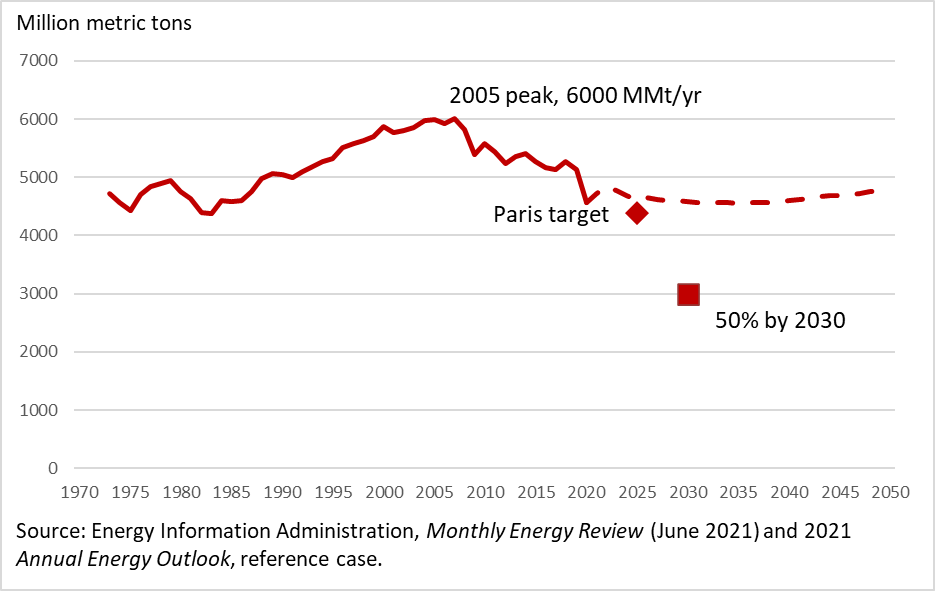 Million metric tons
7000
2005 peak, 6000 MMt/yr
6000
5000
Paris target
4000
3000
50% by 2030
2000
1000
0
1970 1975 1980 1985 1990 1995 2000 2005 2010 2015 2020 2025 2030 2035 2040 2045 2050
Source: Energy Information Administration, Monthly Energy Review (June 2021) and 2021
Annual Energy Outlook, reference case.